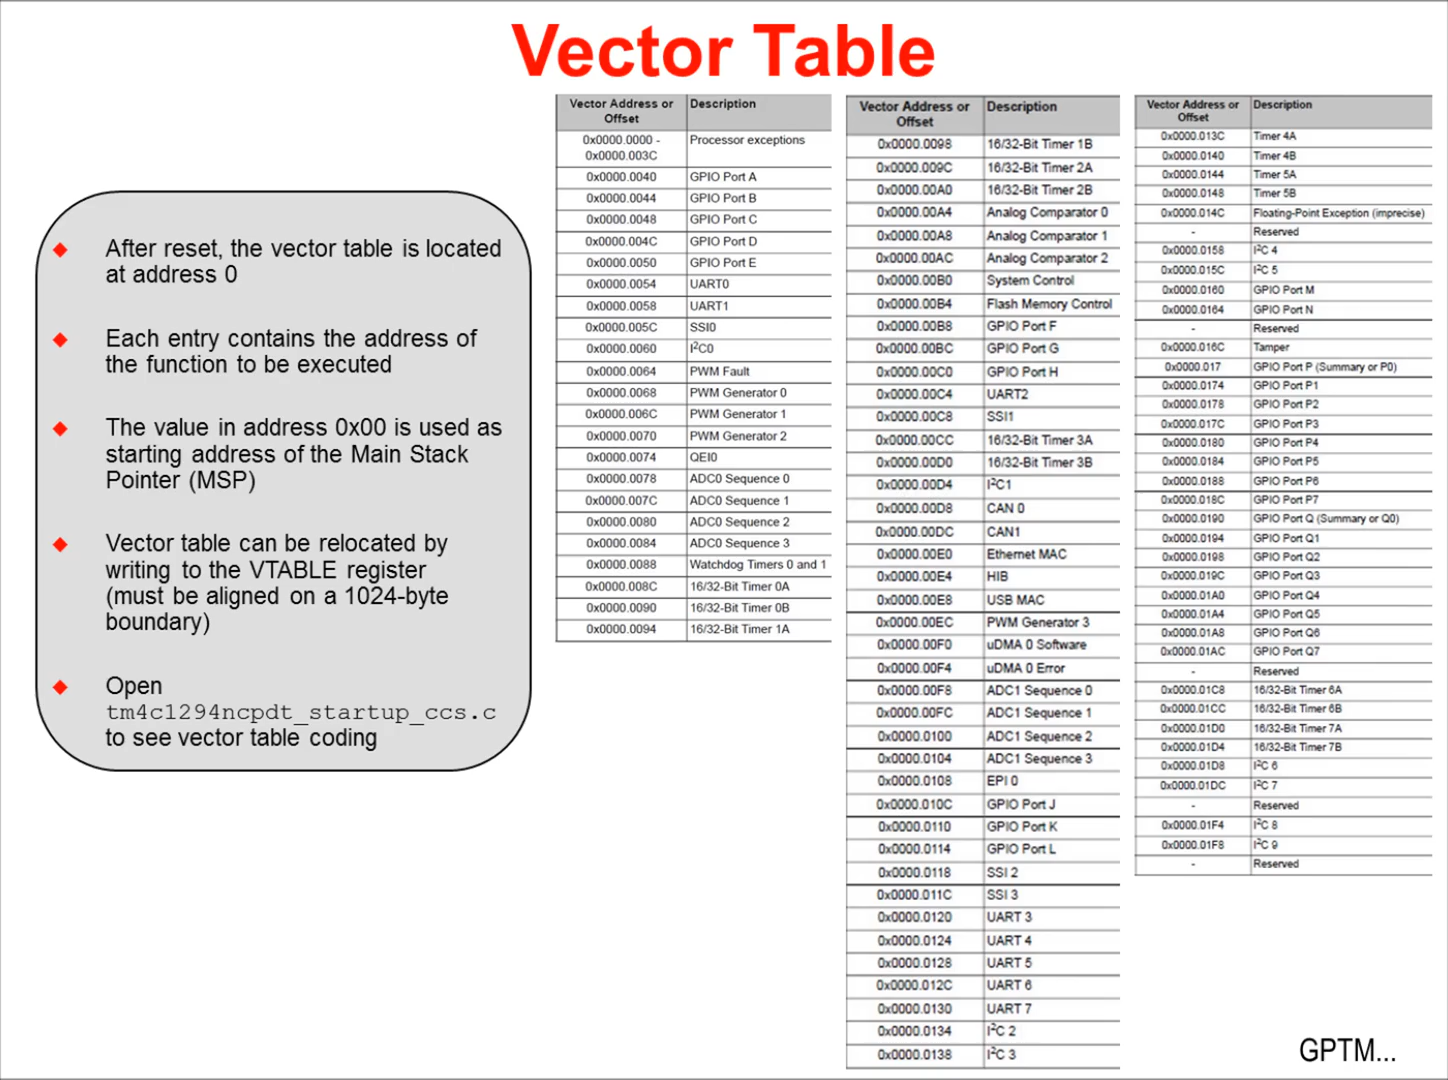 Vector Table
After reset, the vector table is located
at address 0
Each entry contains the address of
the function to be executed
The value in address 0x00 is used as
starting address of the Main Stack
Pointer (MSP)
Vector table can be relocated by
writing to the VTABLE register
(must be aligned on a 1024-byte
boundary)
Open
tm4c1294ncpdt_startup_ccs.c
to see vector table coding
Vector Address or Description
Offset
0x0000.0000 - Processor exceptions
0x0000.003C
0x0000.0040 GPIO Port A
0x0000.0044 GPIO Port B
0x0000.0048 GPIO Port C
0x0000.004C GPIO Port D
0x0000.0050 GPIO Port E
0x0000.0054 UART0
0x0000.0058 UART1
0x0000.005C SSI0
0x0000.0060 I²C0
0x0000.0064 PWM Fault
0x0000.0068 PWM Generator 0
0x0000.006C PWM Generator 1
0x0000.0070 PWM Generator 2
0x0000.0074 QEI0
0x0000.0078 ADC0 Sequence 0
0x0000.007C ADC0 Sequence 1
0x0000.0080 ADC0 Sequence 2
0x0000.0084 ADC0 Sequence 3
0x0000.0088 Watchdog Timers 0 and 1
0x0000.008C 16/32-Bit Timer 0A
0x0000.0090 16/32-Bit Timer 0B
0x0000.0094 16/32-Bit Timer 1A
Vector Address or Description
Offset
0x0000.0098 16/32-Bit Timer 1B
0x0000.009C 16/32-Bit Timer 2A
0x0000.00A0 16/32-Bit Timer 2B
0x0000.00A4 Analog Comparator 0
0x0000.00A8 Analog Comparator 1
0x0000.00AC Analog Comparator 2
0x0000.00B0 System Control
0x0000.00B4 Flash Memory Control
0x0000.00B8 GPIO Port F
0x0000.00BC GPIO Port G
0x0000.00C0 GPIO Port H
0x0000.00C4 UART2
0x0000.00C8 SSI1
0x0000.00CC 16/32-Bit Timer 3A
0x0000.00D0 16/32-Bit Timer 3B
0x0000.00D4 I²C1
0x0000.00D8 CAN 0
0x0000.00DC CAN1
0x0000.00E0 Ethernet MAC
0x0000.00E4 HIB
0x0000.00E8 USB MAC
0x0000.00EC PWM Generator 3
0x0000.00F0 uDMA 0 Software
0x0000.00F4 uDMA 0 Error
0x0000.00F8 ADC1 Sequence 0
0x0000.00FC ADC1 Sequence 1
0x0000.0100 ADC1 Sequence 2
0x0000.0104 ADC1 Sequence 3
0x0000.0108 EPI 0
0x0000.010C GPIO Port J
0x0000.0110 GPIO Port K
0x0000.0114 GPIO Port L
0x0000.0118 SSI 2
0x0000.011C SSI 3
0x0000.0120 UART 3
0x0000.0124 UART 4
0x0000.0128 UART 5
0x0000.012C UART 6
0x0000.0130 UART 7
0x0000.0134 I²C 2
0x0000.0138 I²C 3
Vector Address or Description
Offset
0x0000.013C Timer 4A
0x0000.0140 Timer 4B
0x0000.0144 Timer 5A
0x0000.0148 Timer 5B
0x0000.014C Floating-Point Exception (imprecise)
- Reserved
0x0000.0158 I²C 4
0x0000.015C I²C 5
0x0000.0160 GPIO Port M
0x0000.0164 GPIO Port N
- Reserved
0x0000.016C Tamper
0x0000.017 GPIO Port P (Summary or P0)
0x0000.0174 GPIO Port P1
0x0000.0178 GPIO Port P2
0x0000.017C GPIO Port P3
0x0000.0180 GPIO Port P4
0x0000.0184 GPIO Port P5
0x0000.0188 GPIO Port P6
0x0000.018C GPIO Port P7
0x0000.0190 GPIO Port Q (Summary or Q0)
0x0000.0194 GPIO Port Q1
0x0000.0198 GPIO Port Q2
0x0000.019C GPIO Port Q3
0x0000.01A0 GPIO Port Q4
0x0000.01A4 GPIO Port Q5
0x0000.01A8 GPIO Port Q6
0x0000.01AC GPIO Port Q7
- Reserved
0x0000.01C8 16/32-Bit Timer 6A
0x0000.01CC 16/32-Bit Timer 6B
0x0000.01D0 16/32-Bit Timer 7A
0x0000.01D4 16/32-Bit Timer 7B
0x0000.01D8 I²C 6
0x0000.01DC I²C 7
- Reserved
0x0000.01F4 I²C 8
0x0000.01F8 I²C 9
- Reserved
GPTM...